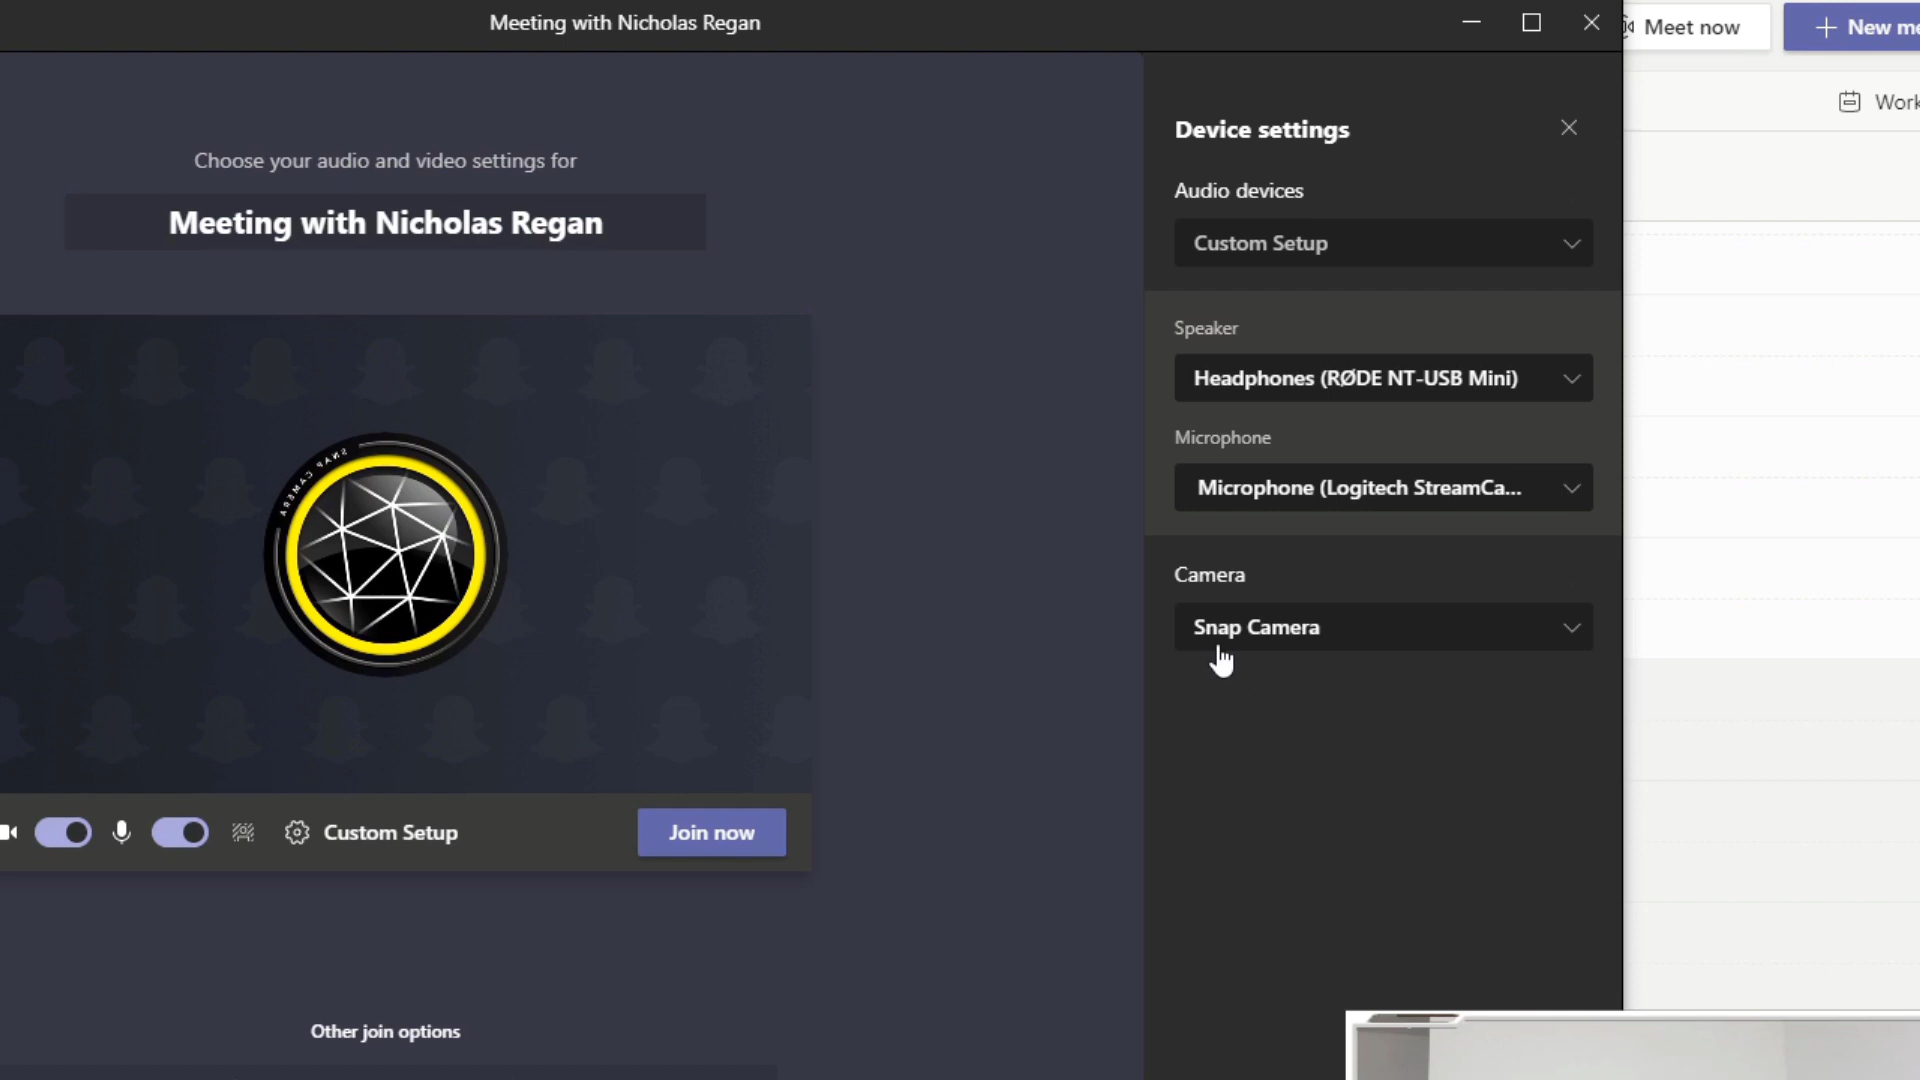 Meeting with Nicholas Regan
Meet now
New me
Work
Choose your audio and video settings for
Meeting with Nicholas Regan
SNAP CAMERA
Custom Setup
Join now
Other join options
Device settings
Audio devices
Custom Setup
Speaker
Headphones (RØDE NT-USB Mini)
Microphone
Microphone (Logitech StreamCa...
Camera
Snap Camera